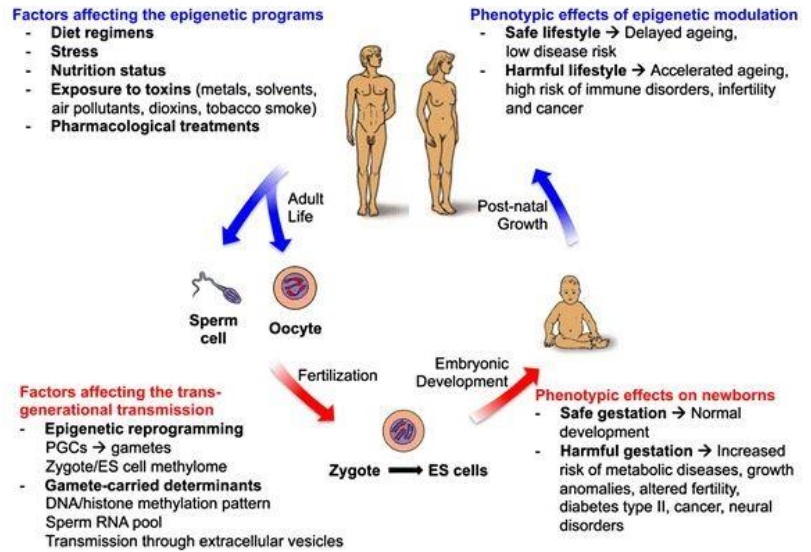 Factors affecting the epigenetic programs
- Diet regimens
- Stress
- Nutrition status
- Exposure to toxins (metals, solvents,
air pollutants, dioxins, tobacco smoke)
- Pharmacological treatments
Phenotypic effects of epigenetic modulation
- Safe lifestyle → Delayed ageing,
low disease risk
- Harmful lifestyle → Accelerated ageing,
high risk of immune disorders, infertility
and cancer
Adult
Life
Post-natal
Growth
Sperm
cell
Oocyte
Fertilization
Embryonic
Development
Zygote → ES cells
Factors affecting the trans-
generational transmission
- Epigenetic reprogramming
PGCs → gametes
Zygote/ES cell methylome
- Gamete-carried determinants
DNA/histone methylation pattern
Sperm RNA pool
Transmission through extracellular vesicles
Phenotypic effects on newborns
- Safe gestation → Normal
development
- Harmful gestation → Increased
risk of metabolic diseases, growth
anomalies, altered fertility,
diabetes type II, cancer, neural
disorders